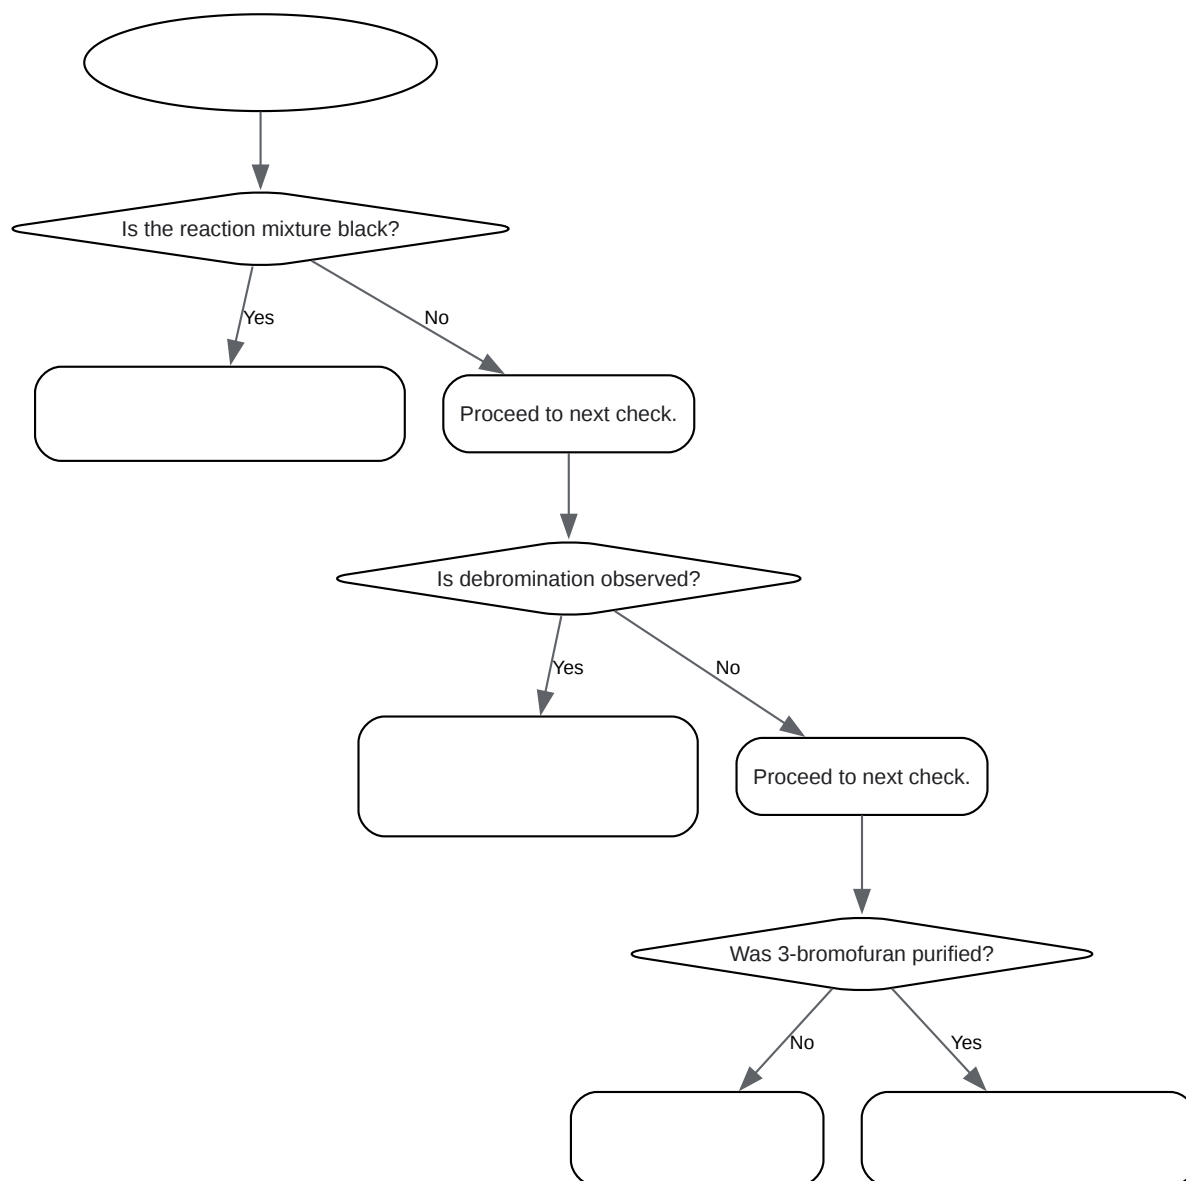 Is the reaction mixture black?
Yes
No
Proceed to next check.
Is debromination observed?
Yes
No
Proceed to next check.
Was 3-bromofuran purified?
No
Yes